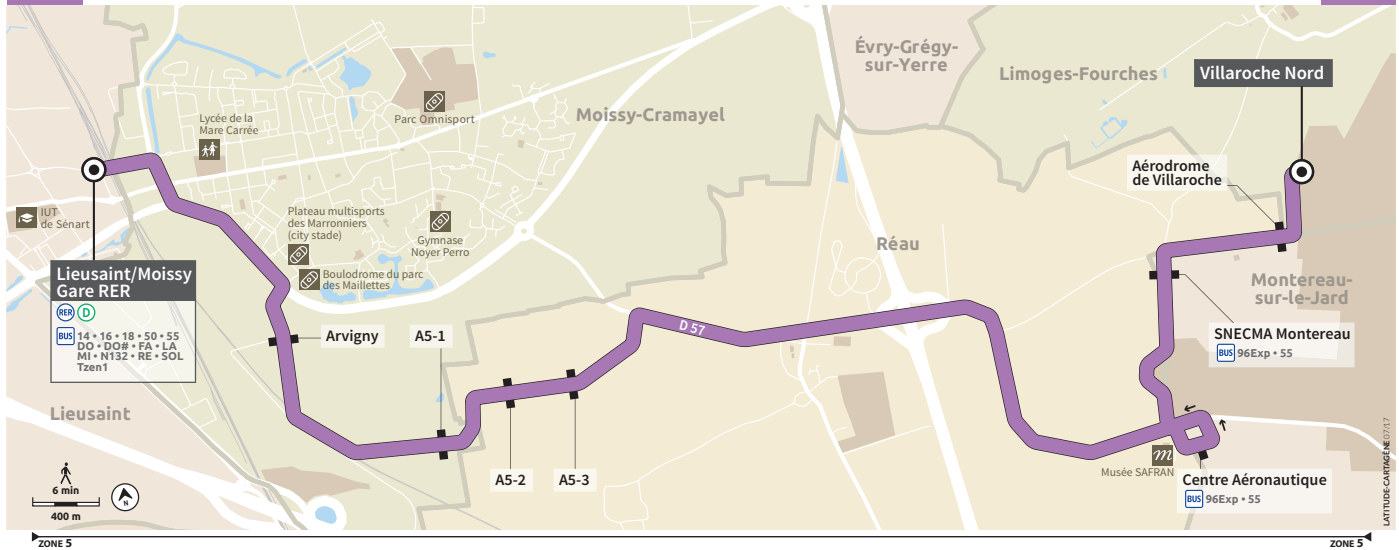 Évry-Grégy-
sur-Yerre
Limoges-Fourches
Villaroche Nord
Moissy-Cramayel
Parc Omnisport
Lycée de la
Mare Carrée
Aérodrome
de Villaroche
IUT
de Sénart
Plateau multisports
des Marronniers
(city stade)
Gymnase
Noyer Perro
Boulodrome du parc
des Maillettes
Réau
Lieusaint/Moissy
Gare RER
RER D
BUS 14 • 16 • 18 • 50 • 55
DO • DO# • FA • LA
MI • N132 • RE • SOL
Tzen1
Montereau-
sur-le-Jard
D 57
Arvigny
A5-1
SNECMA Montereau
BUS 96Exp • 55
Lieusaint
A5-2
A5-3
Musée SAFRAN
m
Centre Aéronautique
BUS 96Exp • 55
6 min
400 m
N
LATITUDE-CARTAGÈNE 07/17
ZONE 5
ZONE 5